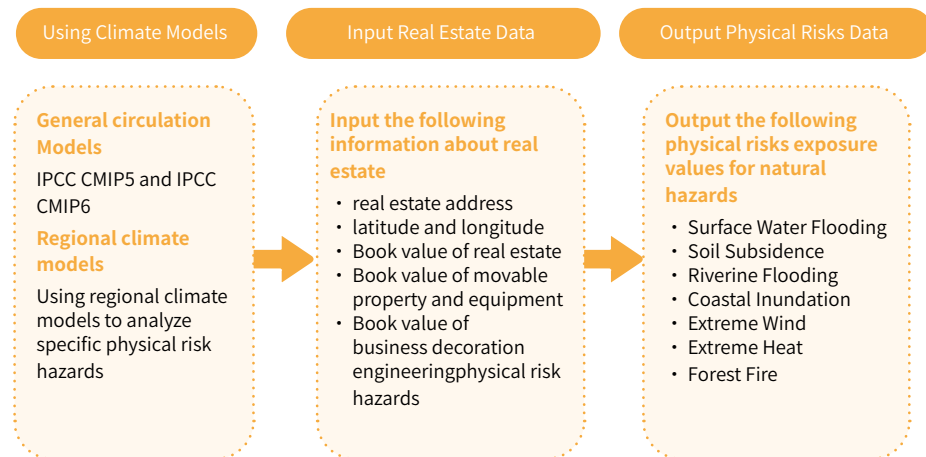 Using Climate Models
Input Real Estate Data
Output Physical Risks Data
General circulation
Models
IPCC CMIP5 and IPCC
CMIP6
Regional climate
models
Using regional climate
models to analyze
specific physical risk
hazards
Input the following
information about real
estate
・ real estate address
・ latitude and longitude
・ Book value of real estate
・ Book value of movable
property and equipment
・ Book value of
business decoration
engineeringphysical risk
hazards
Output the following
physical risks exposure
values for natural
hazards
・ Surface Water Flooding
・ Soil Subsidence
・ Riverine Flooding
・ Coastal Inundation
・ Extreme Wind
・ Extreme Heat
・ Forest Fire